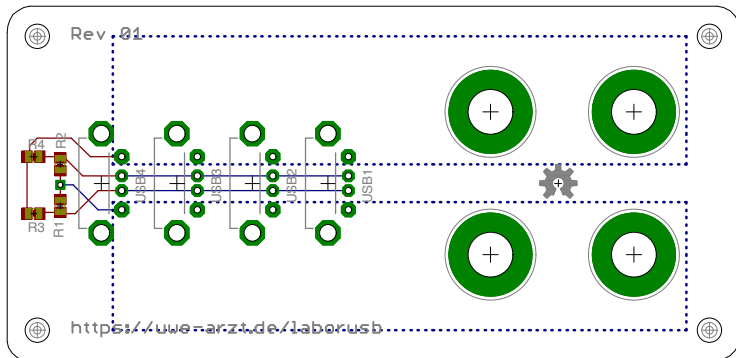 Rev 01
R4
R2
USB4
USB3
USB2
USB1
R3
R1
https://uwe-arzt.de/laborusb